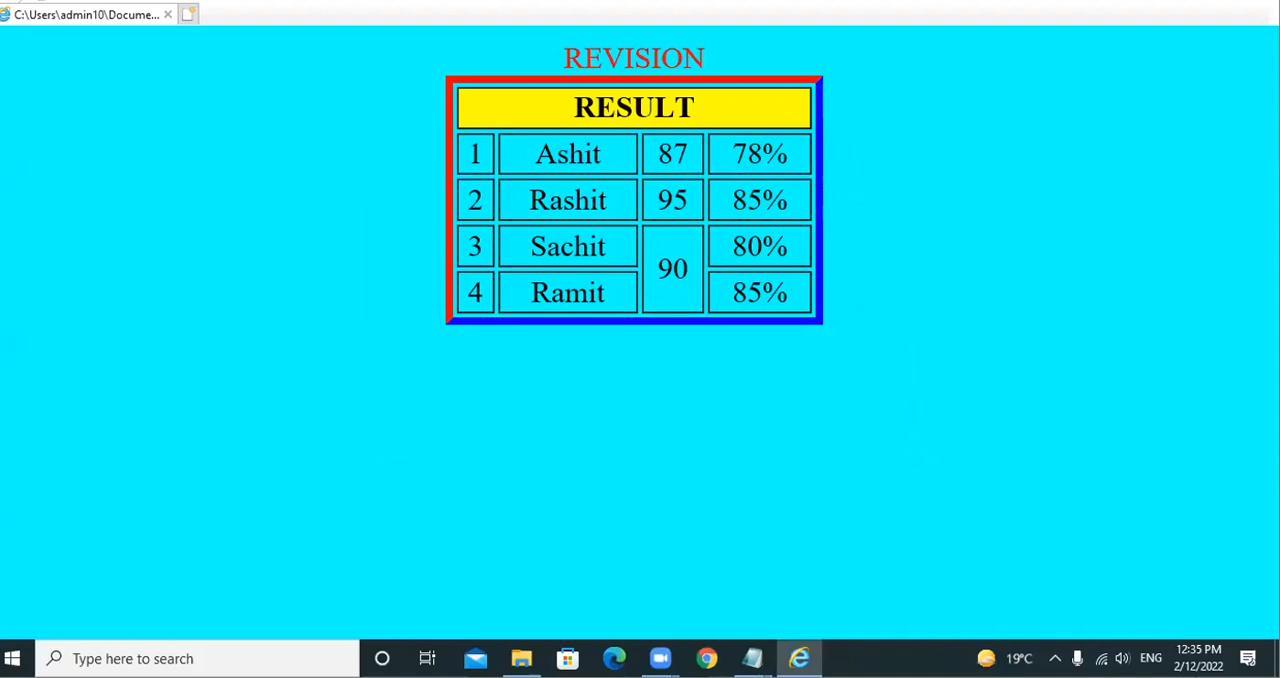 C:\Users\admin10\Docume...
REVISION
RESULT
1 Ashit 87 78%
2 Rashit 95 85%
3 Sachit 90 80%
4 Ramit 85%
Type here to search
19°C
ENG
12:35 PM
2/12/2022